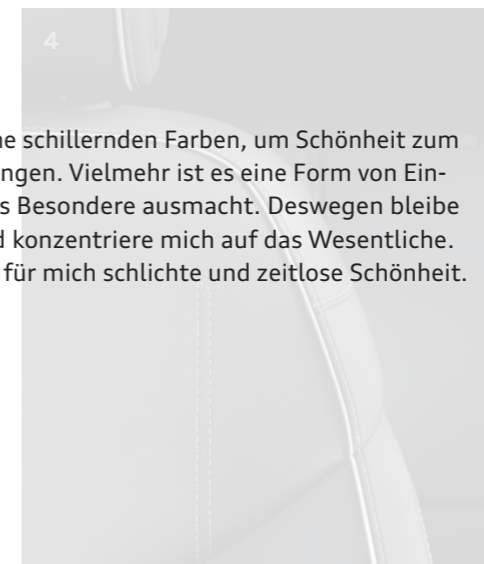 4
ne schillernden Farben, um Schönheit zum
ngen. Vielmehr ist es eine Form von Ein-
s Besondere ausmacht. Deswegen bleibe
d konzentriere mich auf das Wesentliche.
für mich schlichte und zeitlose Schönheit.